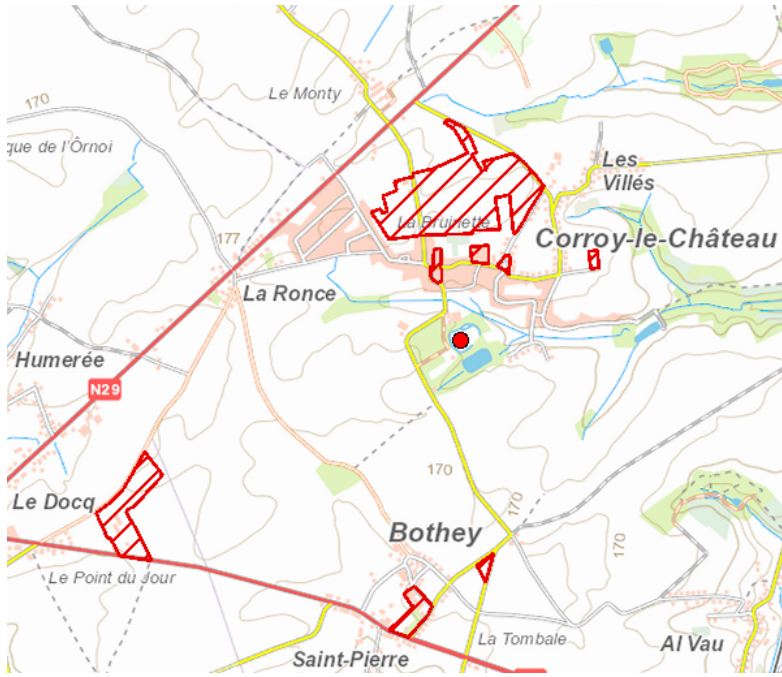 Le Monty
170
que de l'Ôrnoi
Les
Villés
La Bruinette
177
Corroy-le-Château
La Ronce
Humerée
N29
170
170
Le Docq
Bothey
170
Le Point du Jour
La Tombale
Al Vau
Saint-Pierre